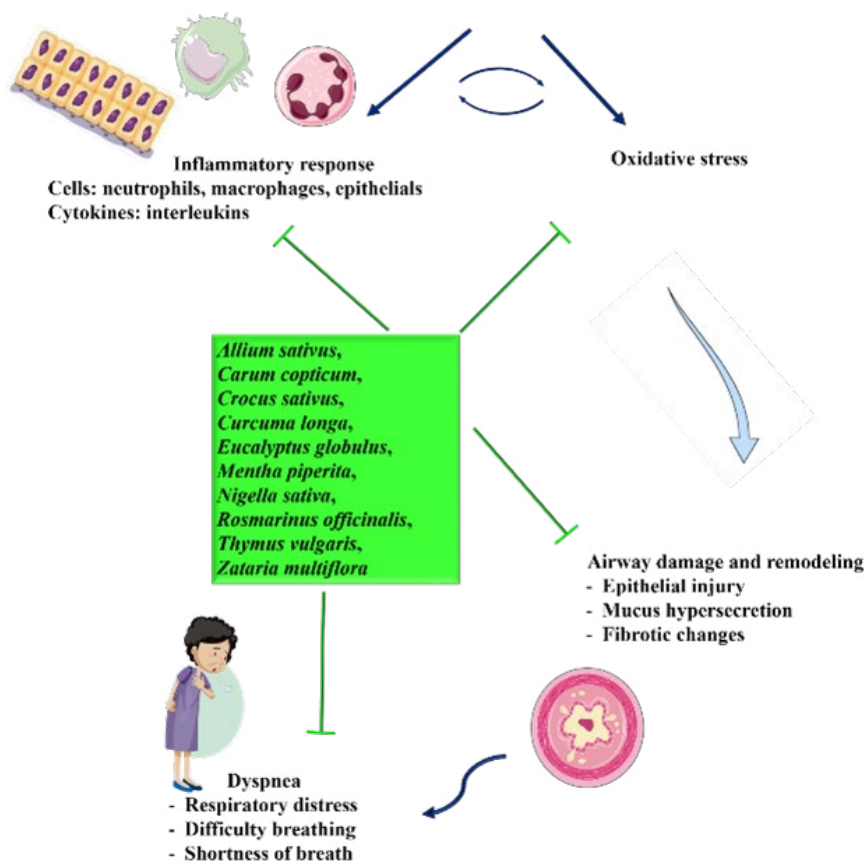 Inflammatory response
Cells: neutrophils, macrophages, epithelials
Cytokines: interleukins
Oxidative stress
Allium sativus,
Carum copticum,
Crocus sativus,
Curcuma longa,
Eucalyptus globulus,
Mentha piperita,
Nigella sativa,
Rosmarinus officinalis,
Thymus vulgaris,
Zataria multiflora
Airway damage and remodeling
- Epithelial injury
- Mucus hypersecretion
- Fibrotic changes
Dyspnea
- Respiratory distress
- Difficulty breathing
- Shortness of breath